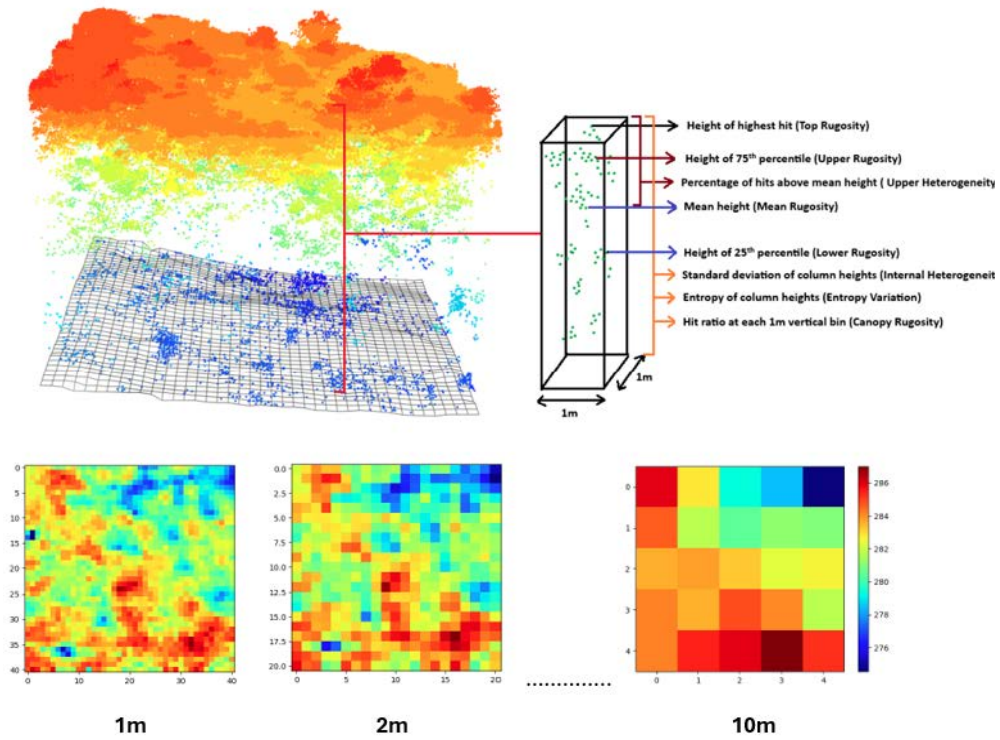 Height of highest hit (Top Rugosity)
Height of 75th percentile (Upper Rugosity)
Percentage of hits above mean height ( Upper Heterogeneity
Mean height (Mean Rugosity)
Height of 25th percentile (Lower Rugosity)
Standard deviation of column heights (Internal Heterogeneit
Entropy of column heights (Entropy Variation)
Hit ratio at each 1m vertical bin (Canopy Rugosity)
1m
1m
0
5
10
15
20
25
30
35
40
0 10 20 30 40
0.0
2.5
5.0
7.5
10.0
12.5
15.0
17.5
20.0
0 5 10 15 20
0
1
2
3
4
0 1 2 3 4
286
284
282
280
278
276
1m 2m 10m